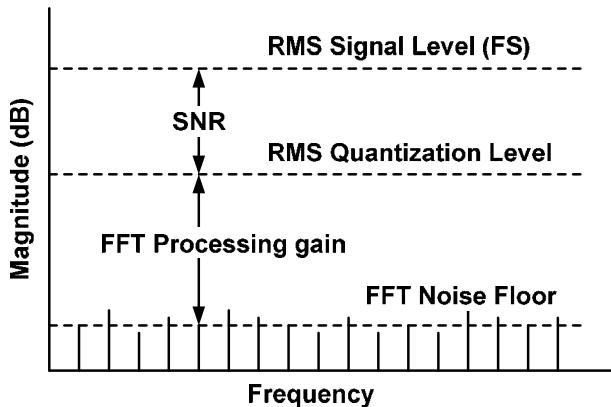 RMS Signal Level (FS)
SNR
RMS Quantization Level
FFT Processing gain
FFT Noise Floor
Magnitude (dB)
Frequency